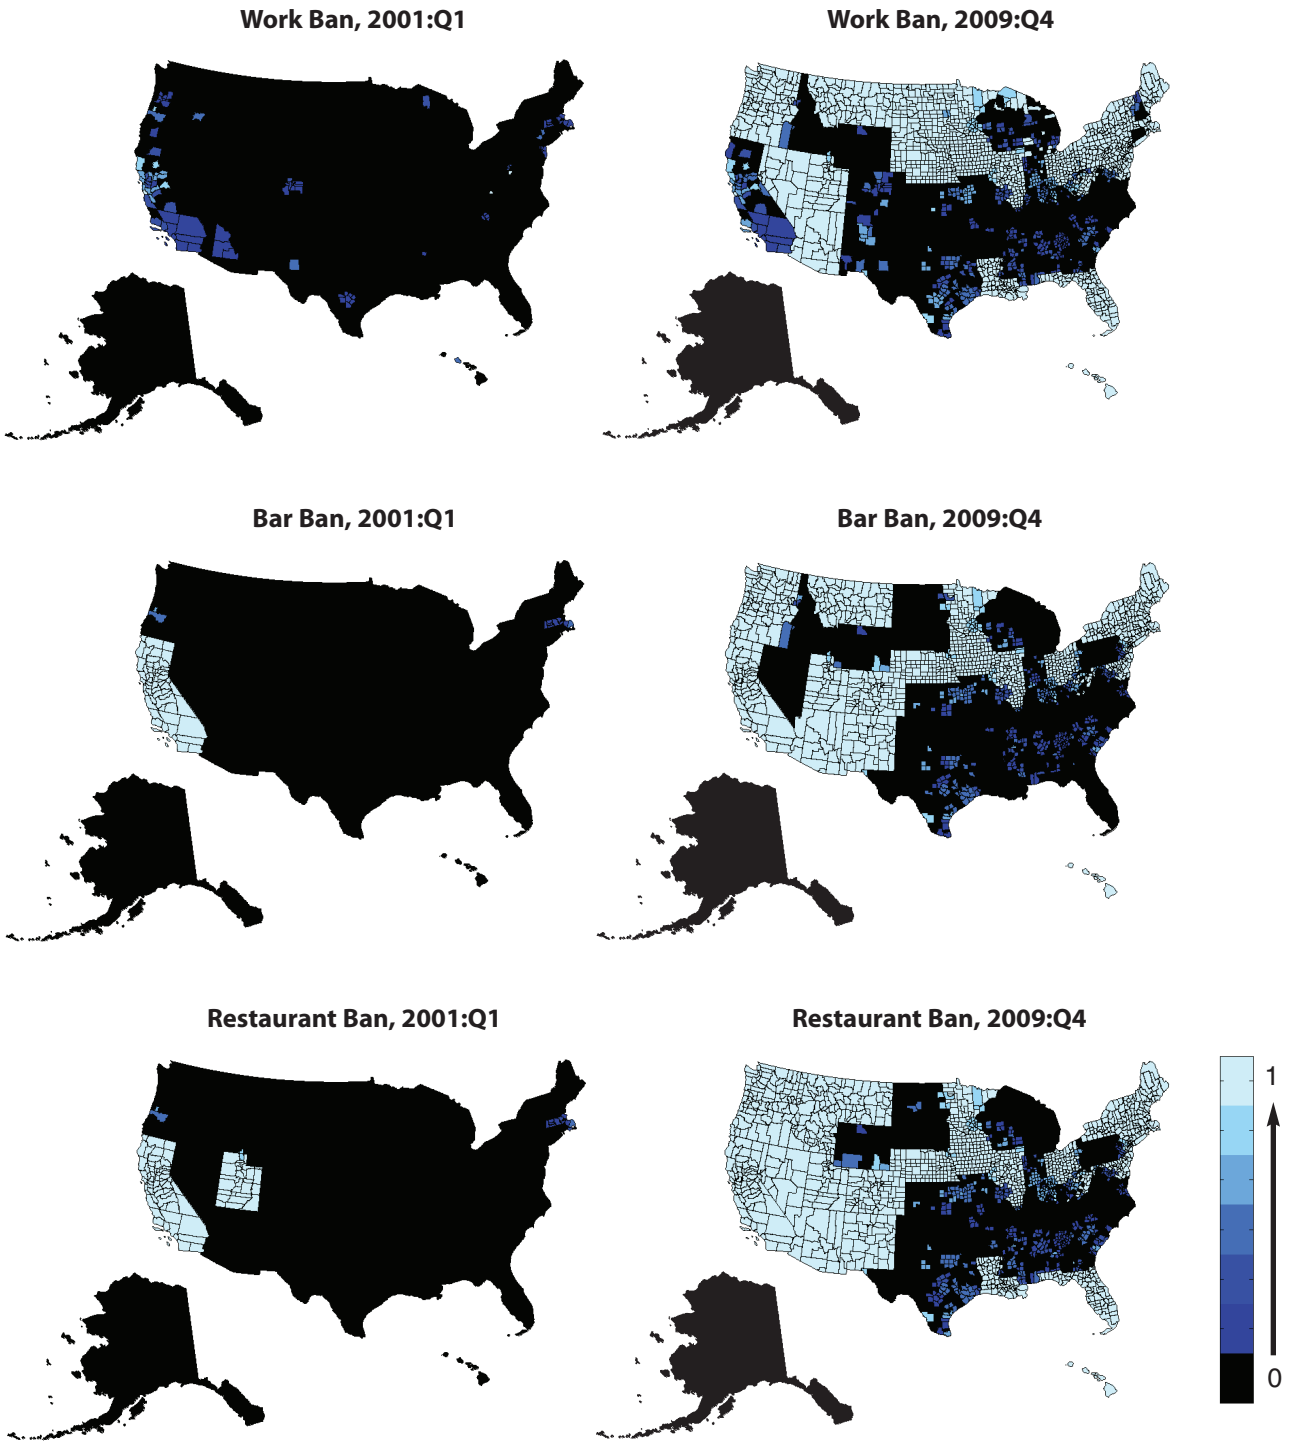 Work Ban, 2001:Q1
Work Ban, 2009:Q4
Bar Ban, 2001:Q1
Bar Ban, 2009:Q4
Restaurant Ban, 2001:Q1
Restaurant Ban, 2009:Q4
1
0